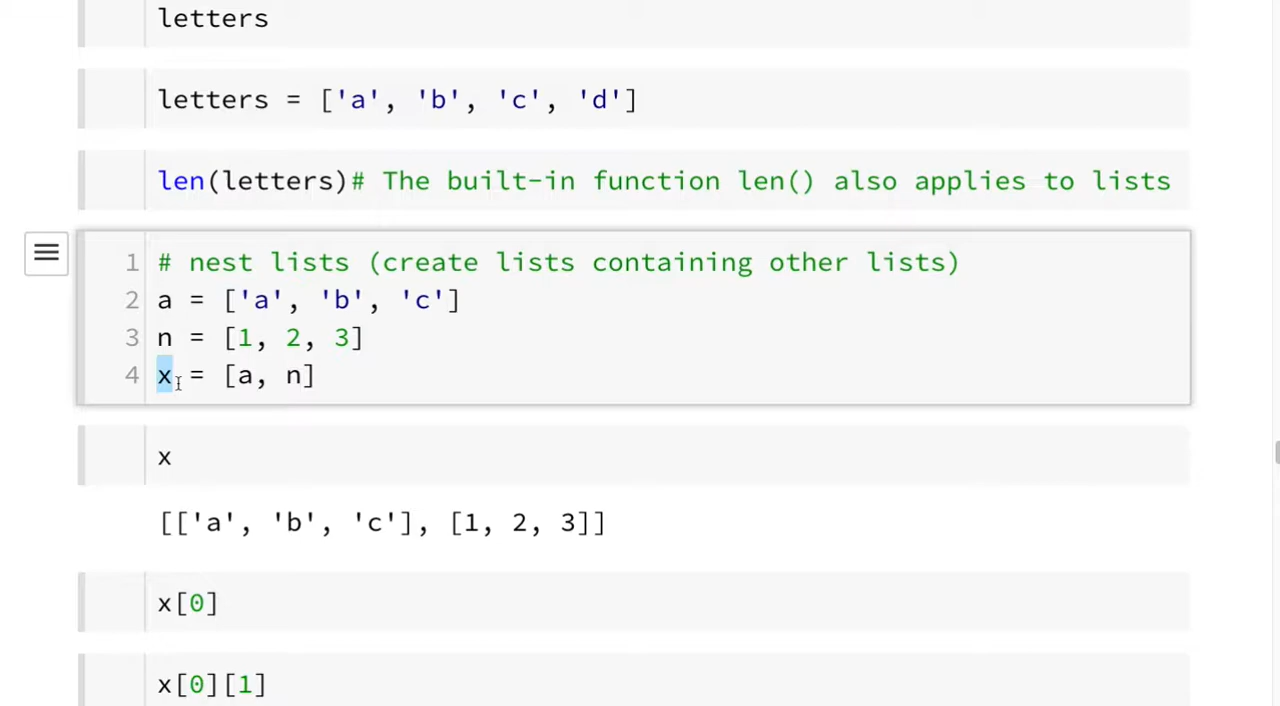 letters
letters = ['a', 'b', 'c', 'd']
len(letters)# The built-in function len() also applies to lists
1 # nest lists (create lists containing other lists)
2 a = ['a', 'b', 'c']
3 n = [1, 2, 3]
4 x = [a, n]
x
[['a', 'b', 'c'], [1, 2, 3]]
x[0]
x[0][1]